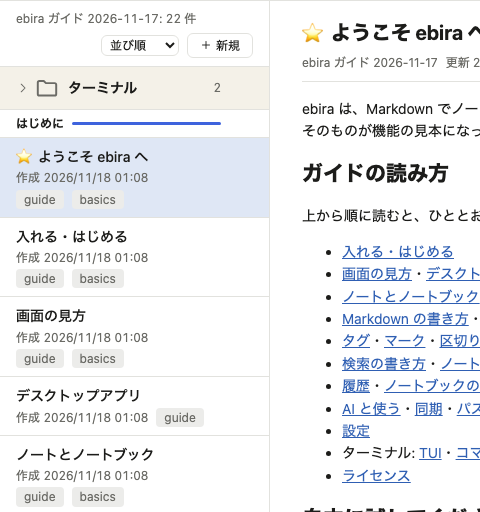 ebira ガイド 2026-11-17: 22 件
並び順
＋ 新規
ターミナル 2
はじめに
⭐ ようこそ ebira へ
作成 2026/11/18 01:08
guide basics
入れる・はじめる
作成 2026/11/18 01:08
guide basics
画面の見方
作成 2026/11/18 01:08
guide basics
デスクトップアプリ
作成 2026/11/18 01:08 guide
ノートとノートブック
作成 2026/11/18 01:08
guide basics
⭐ ようこそ ebira へ
ebira ガイド 2026-11-17 更新 2
ebira は、Markdown でノー
そのものが機能の見本になっ
ガイドの読み方
上から順に読むと、ひととお
入れる・はじめる
画面の見方・デスクト
ノートとノートブック
Markdown の書き方・
タグ・マーク・区切り
検索の書き方・ノート
履歴・ノートブックの
AI と使う・同期・パス
設定
ターミナル: TUI・コマ
ライセンス